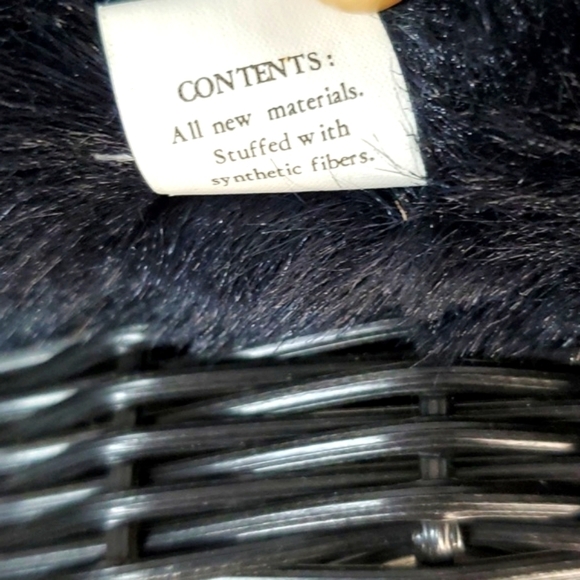 CONTENTS:
All new materials.
Stuffed with
synthetic fibers.